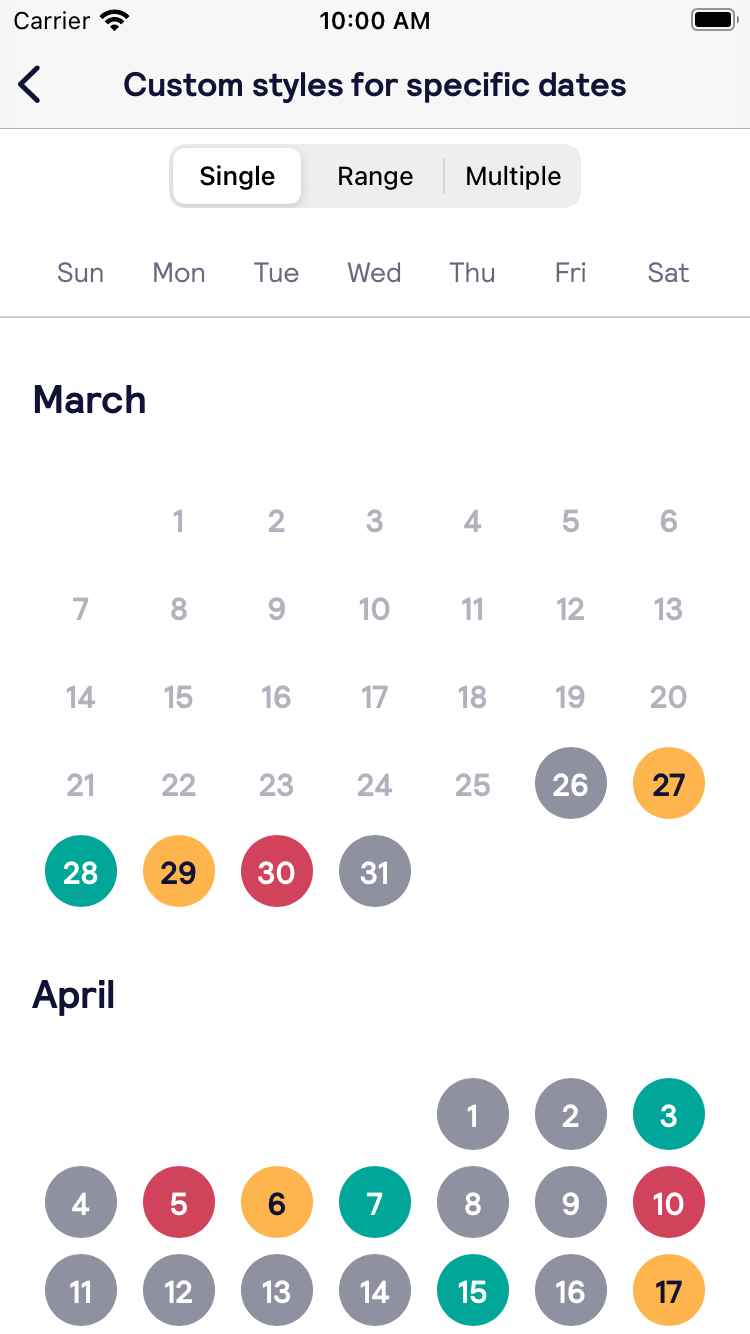 Carrier 10:00 AM
Custom styles for specific dates
Single Range Multiple
Sun Mon Tue Wed Thu Fri Sat
March
1 2 3 4 5 6
7 8 9 10 11 12 13
14 15 16 17 18 19 20
21 22 23 24 25 26 27
28 29 30 31
April
1 2 3
4 5 6 7 8 9 10
11 12 13 14 15 16 17